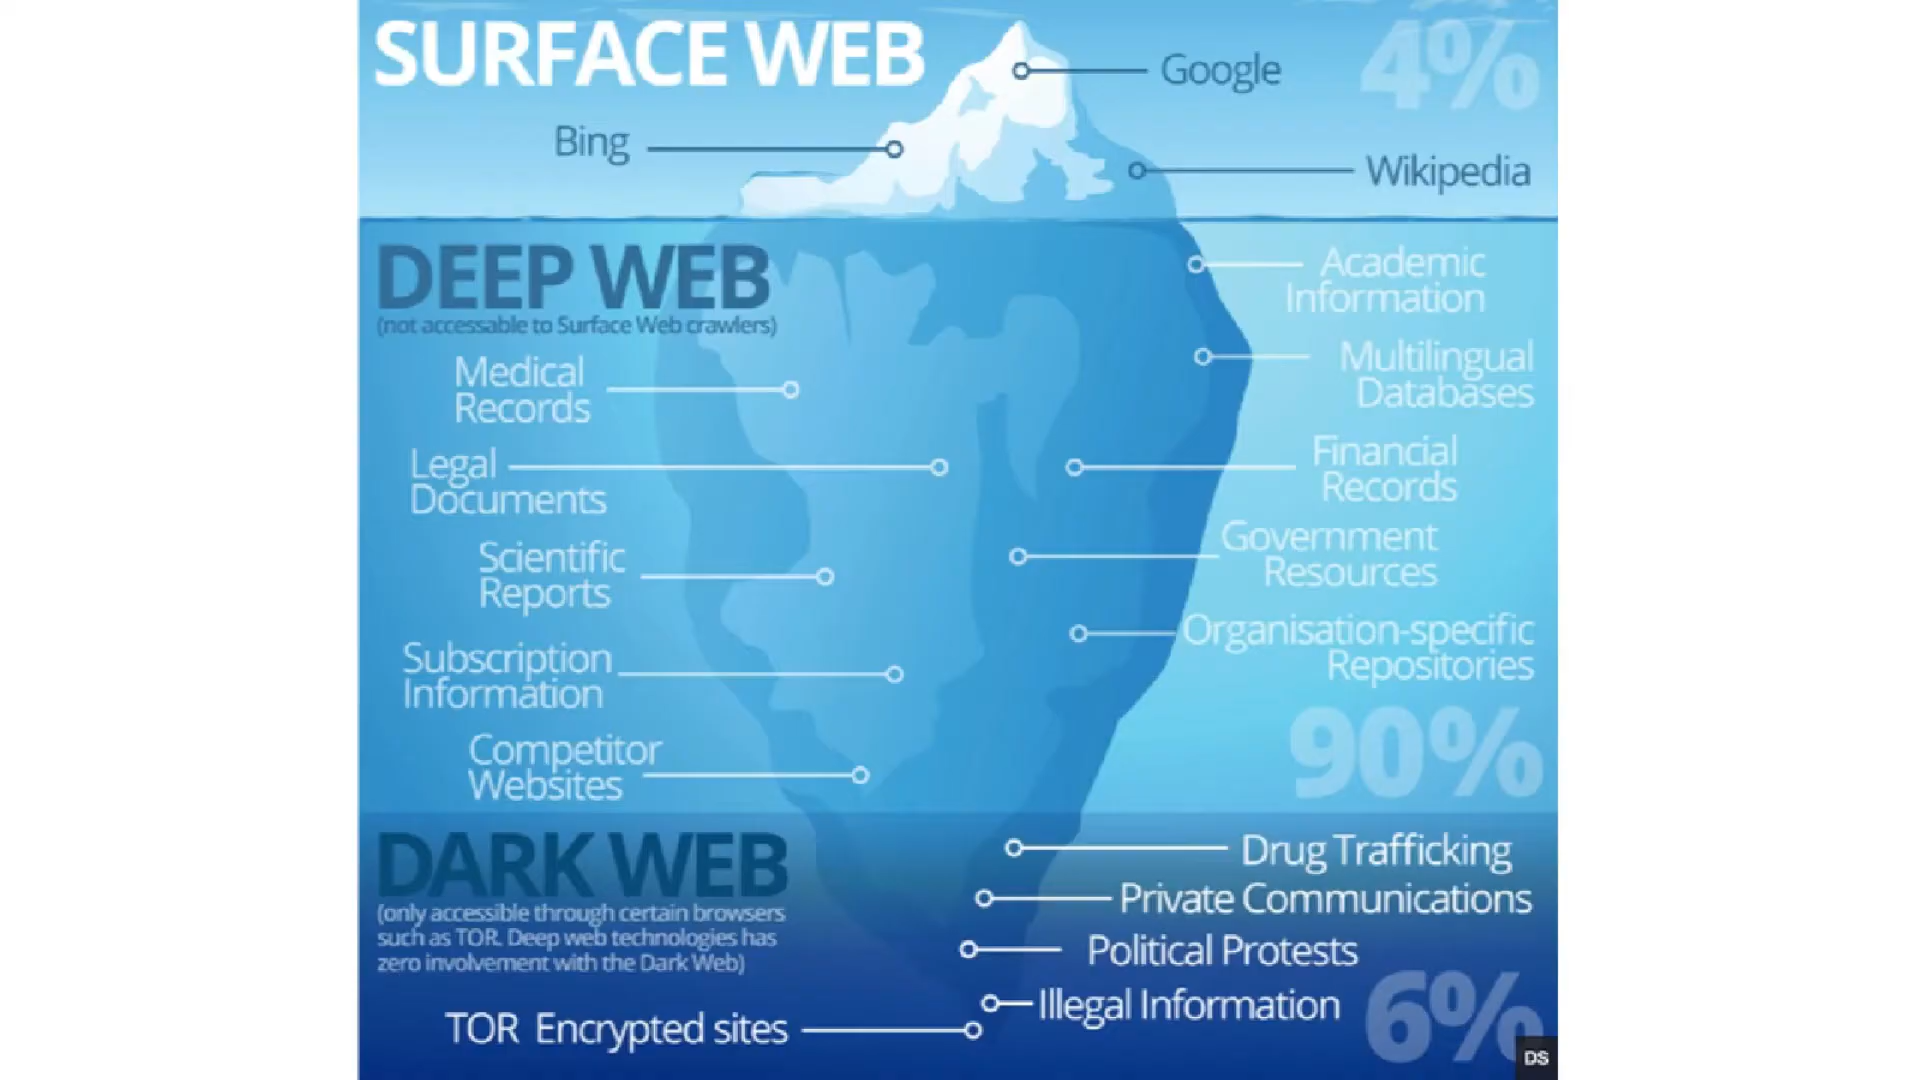 SURFACE WEB
4%
Google
Bing
Wikipedia
DEEP WEB
(not accessable to Surface Web crawlers)
Academic
Information
Medical
Records
Multilingual
Databases
Legal
Documents
Financial
Records
Scientific
Reports
Government
Resources
Subscription
Information
Organisation-specific
Repositories
Competitor
Websites
90%
DARK WEB
(only accessible through certain browsers
such as TOR. Deep web technologies has
zero involvement with the Dark Web)
Drug Trafficking
Private Communications
Political Protests
Illegal Information
TOR Encrypted sites
6%
DS